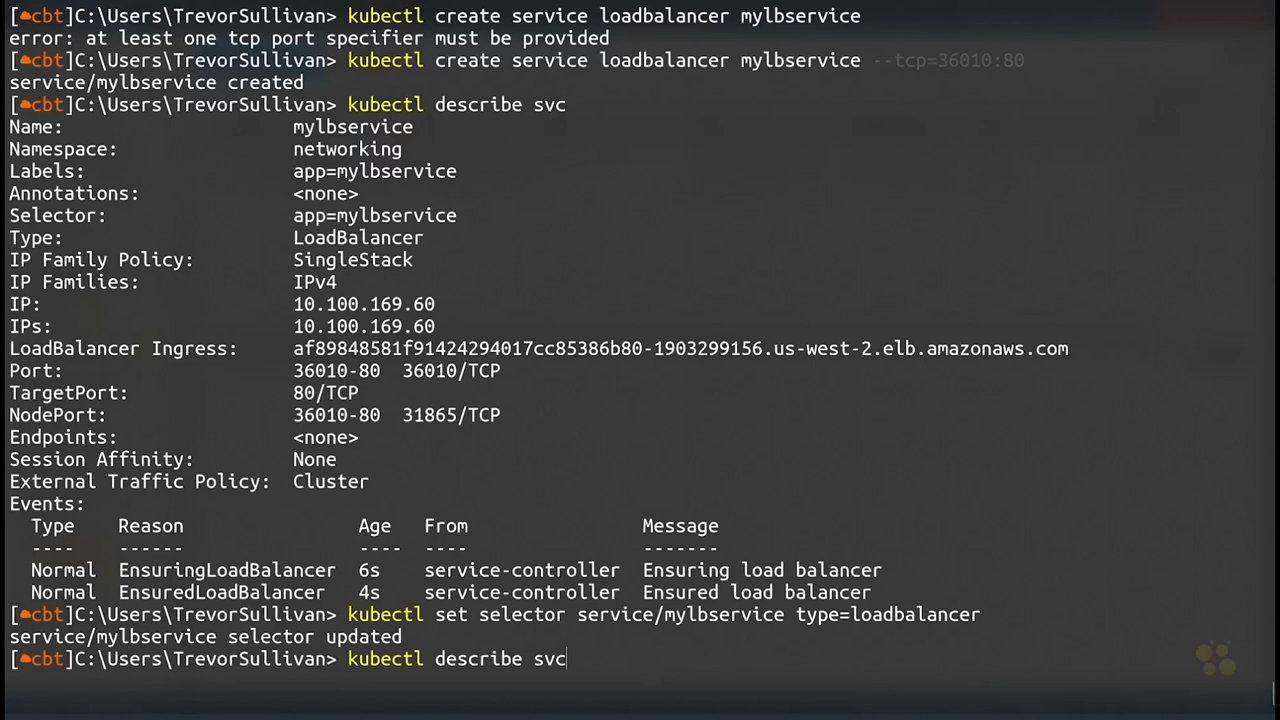 [cbt]C:\Users\TrevorSullivan> kubectl create service loadbalancer mylbservice
error: at least one tcp port specifier must be provided
[cbt]C:\Users\TrevorSullivan> kubectl create service loadbalancer mylbservice --tcp=36010:80
service/mylbservice created
[cbt]C:\Users\TrevorSullivan> kubectl describe svc
Name: mylbservice
Namespace: networking
Labels: app=mylbservice
Annotations: <none>
Selector: app=mylbservice
Type: LoadBalancer
IP Family Policy: SingleStack
IP Families: IPv4
IP: 10.100.169.60
IPs: 10.100.169.60
LoadBalancer Ingress: af89848581f91424294017cc85386b80-1903299156.us-west-2.elb.amazonaws.com
Port: 36010-80 36010/TCP
TargetPort: 80/TCP
NodePort: 36010-80 31865/TCP
Endpoints: <none>
Session Affinity: None
External Traffic Policy: Cluster
Events:
Type Reason Age From Message
---- ------ ---- ---- -------
Normal EnsuringLoadBalancer 6s service-controller Ensuring load balancer
Normal EnsuredLoadBalancer 4s service-controller Ensured load balancer
[cbt]C:\Users\TrevorSullivan> kubectl set selector service/mylbservice type=loadbalancer
service/mylbservice selector updated
[cbt]C:\Users\TrevorSullivan> kubectl describe svc